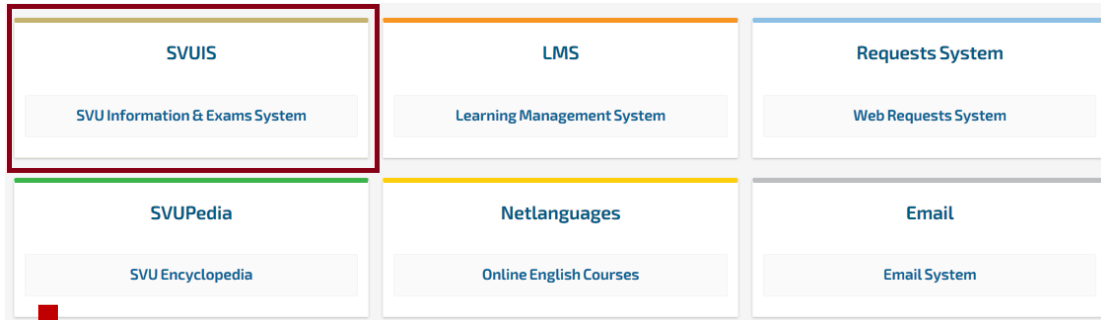 SVUIS
SVU Information & Exams System
LMS
Learning Management System
Requests System
Web Requests System
SVUPedia
SVU Encyclopedia
Netlanguages
Online English Courses
Email
Email System